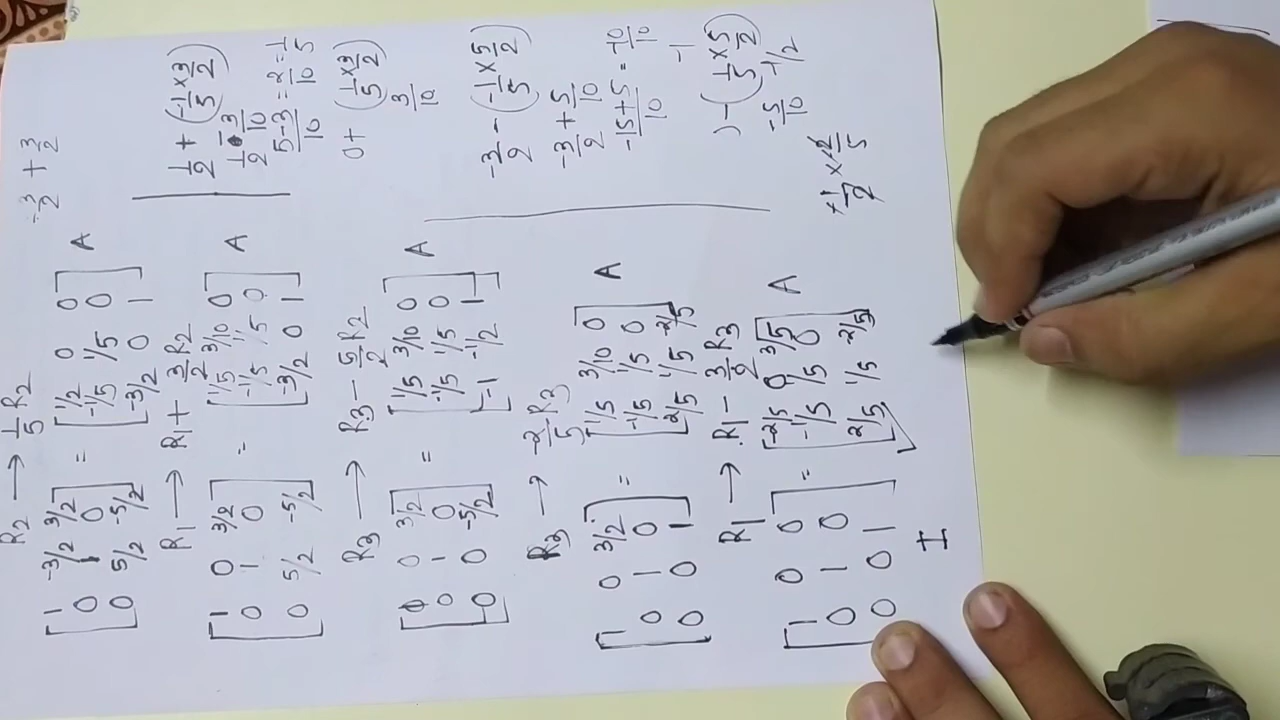 R2 → 1/5 R2
[1 -3/2 3/2
0 1 0
0 5/2 -5/2] = [1/2 0 0
-1/5 1/5 0
-3/2 0 1] A
R1 → R1 + 3/2 R2
[1 0 3/2
0 1 0
0 5/2 -5/2] = [1/5 3/10 0
-1/5 1/5 0
-3/2 0 1] A
R3 → R3 - 5/2 R2
[1 0 3/2
0 1 0
0 0 -5/2] = [1/5 3/10 0
-1/5 1/5 0
-1 -1/2 1] A
R3 → -2/5 R3
[1 0 3/2
0 1 0
0 0 1] = [1/5 3/10 0
-1/5 1/5 0
2/5 1/5 -2/5] A
R1 → R1 - 3/2 R3
[1 0 0
0 1 0
0 0 1] = [-2/5 0 3/5
-1/5 1/5 0
2/5 1/5 -2/5] A
I
-3/2 + 3/2
1/2 + (-1/5 × 3/2)
1/2 - 3/10
5-3/10 = 2/10 = 1/5
0 + (1/5 × 3/2)
3/10
-3/2 - (-1/5 × 5/2)
-3/2 + 5/10
-15+5/10 = -10/10
-1
) - (1/5 × 5/2)
-5/10 -1/2